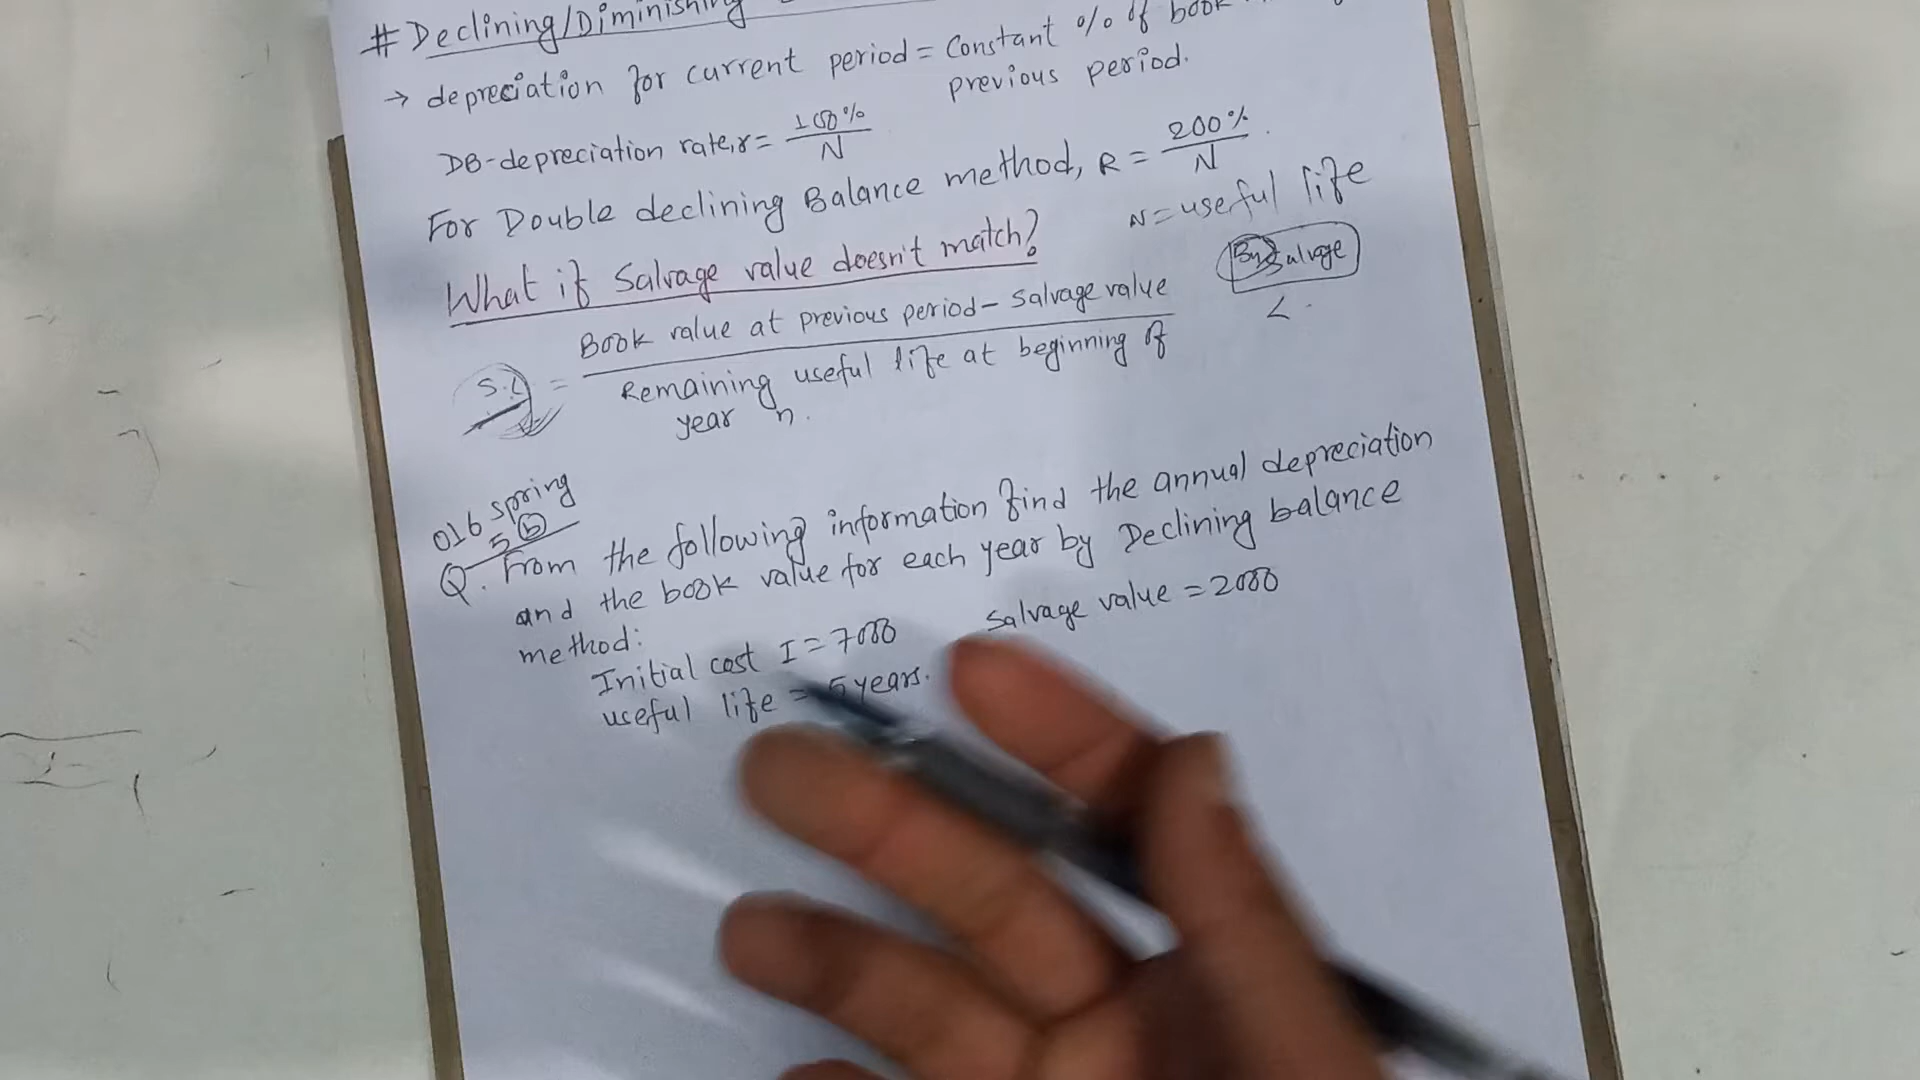 # Declining/Diminishing
→ depreciation for current period = Constant % of book
previous period.
DB-depreciation rate, r = 100% / N
For Double declining Balance method, R = 200% / N
N = useful life
What if Salvage value doesn't match?
Salvage
S.L = Book value at previous period - Salvage value
Remaining useful life at beginning of
year n.
016 spring
5 (b)
Q. From the following information find the annual depreciation
and the book value for each year by Declining balance
method:
Initial cost I = 7000 Salvage value = 2000
useful life = 5 years.